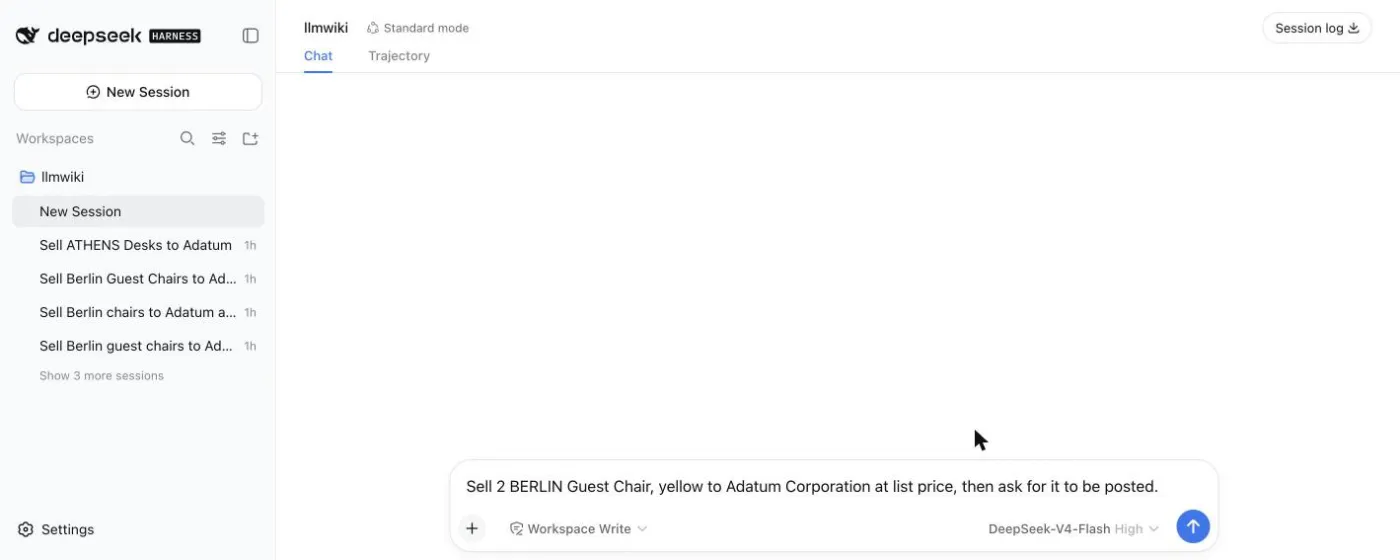 deepseek HARNESS
New Session
Workspaces
llmwiki
New Session
Sell ATHENS Desks to Adatum 1h
Sell Berlin Guest Chairs to Ad... 1h
Sell Berlin chairs to Adatum a... 1h
Sell Berlin guest chairs to Ad... 1h
Show 3 more sessions
Settings
llmwiki Standard mode
Session log
Chat Trajectory
Sell 2 BERLIN Guest Chair, yellow to Adatum Corporation at list price, then ask for it to be posted.
Workspace Write
DeepSeek-V4-Flash High